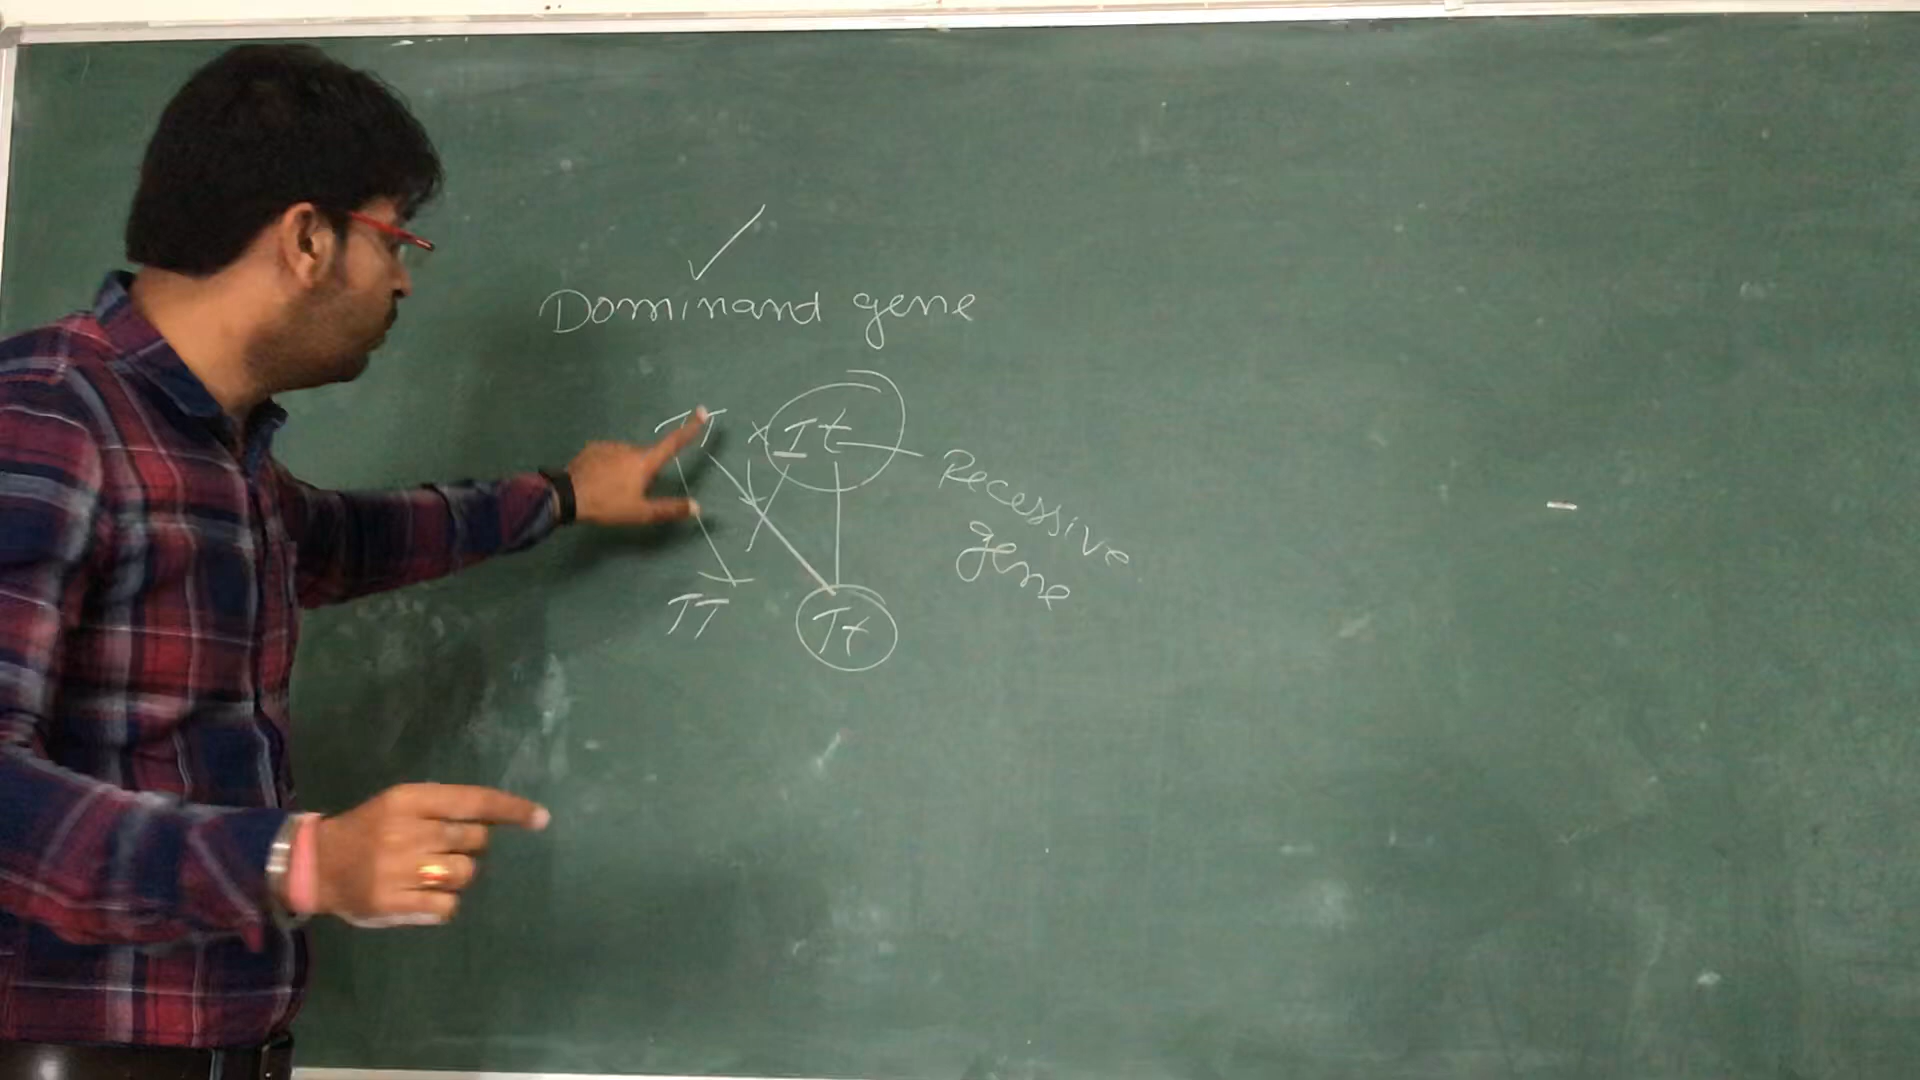 Dominand gene
TT x Tt
Recessive
gene
TT Tt